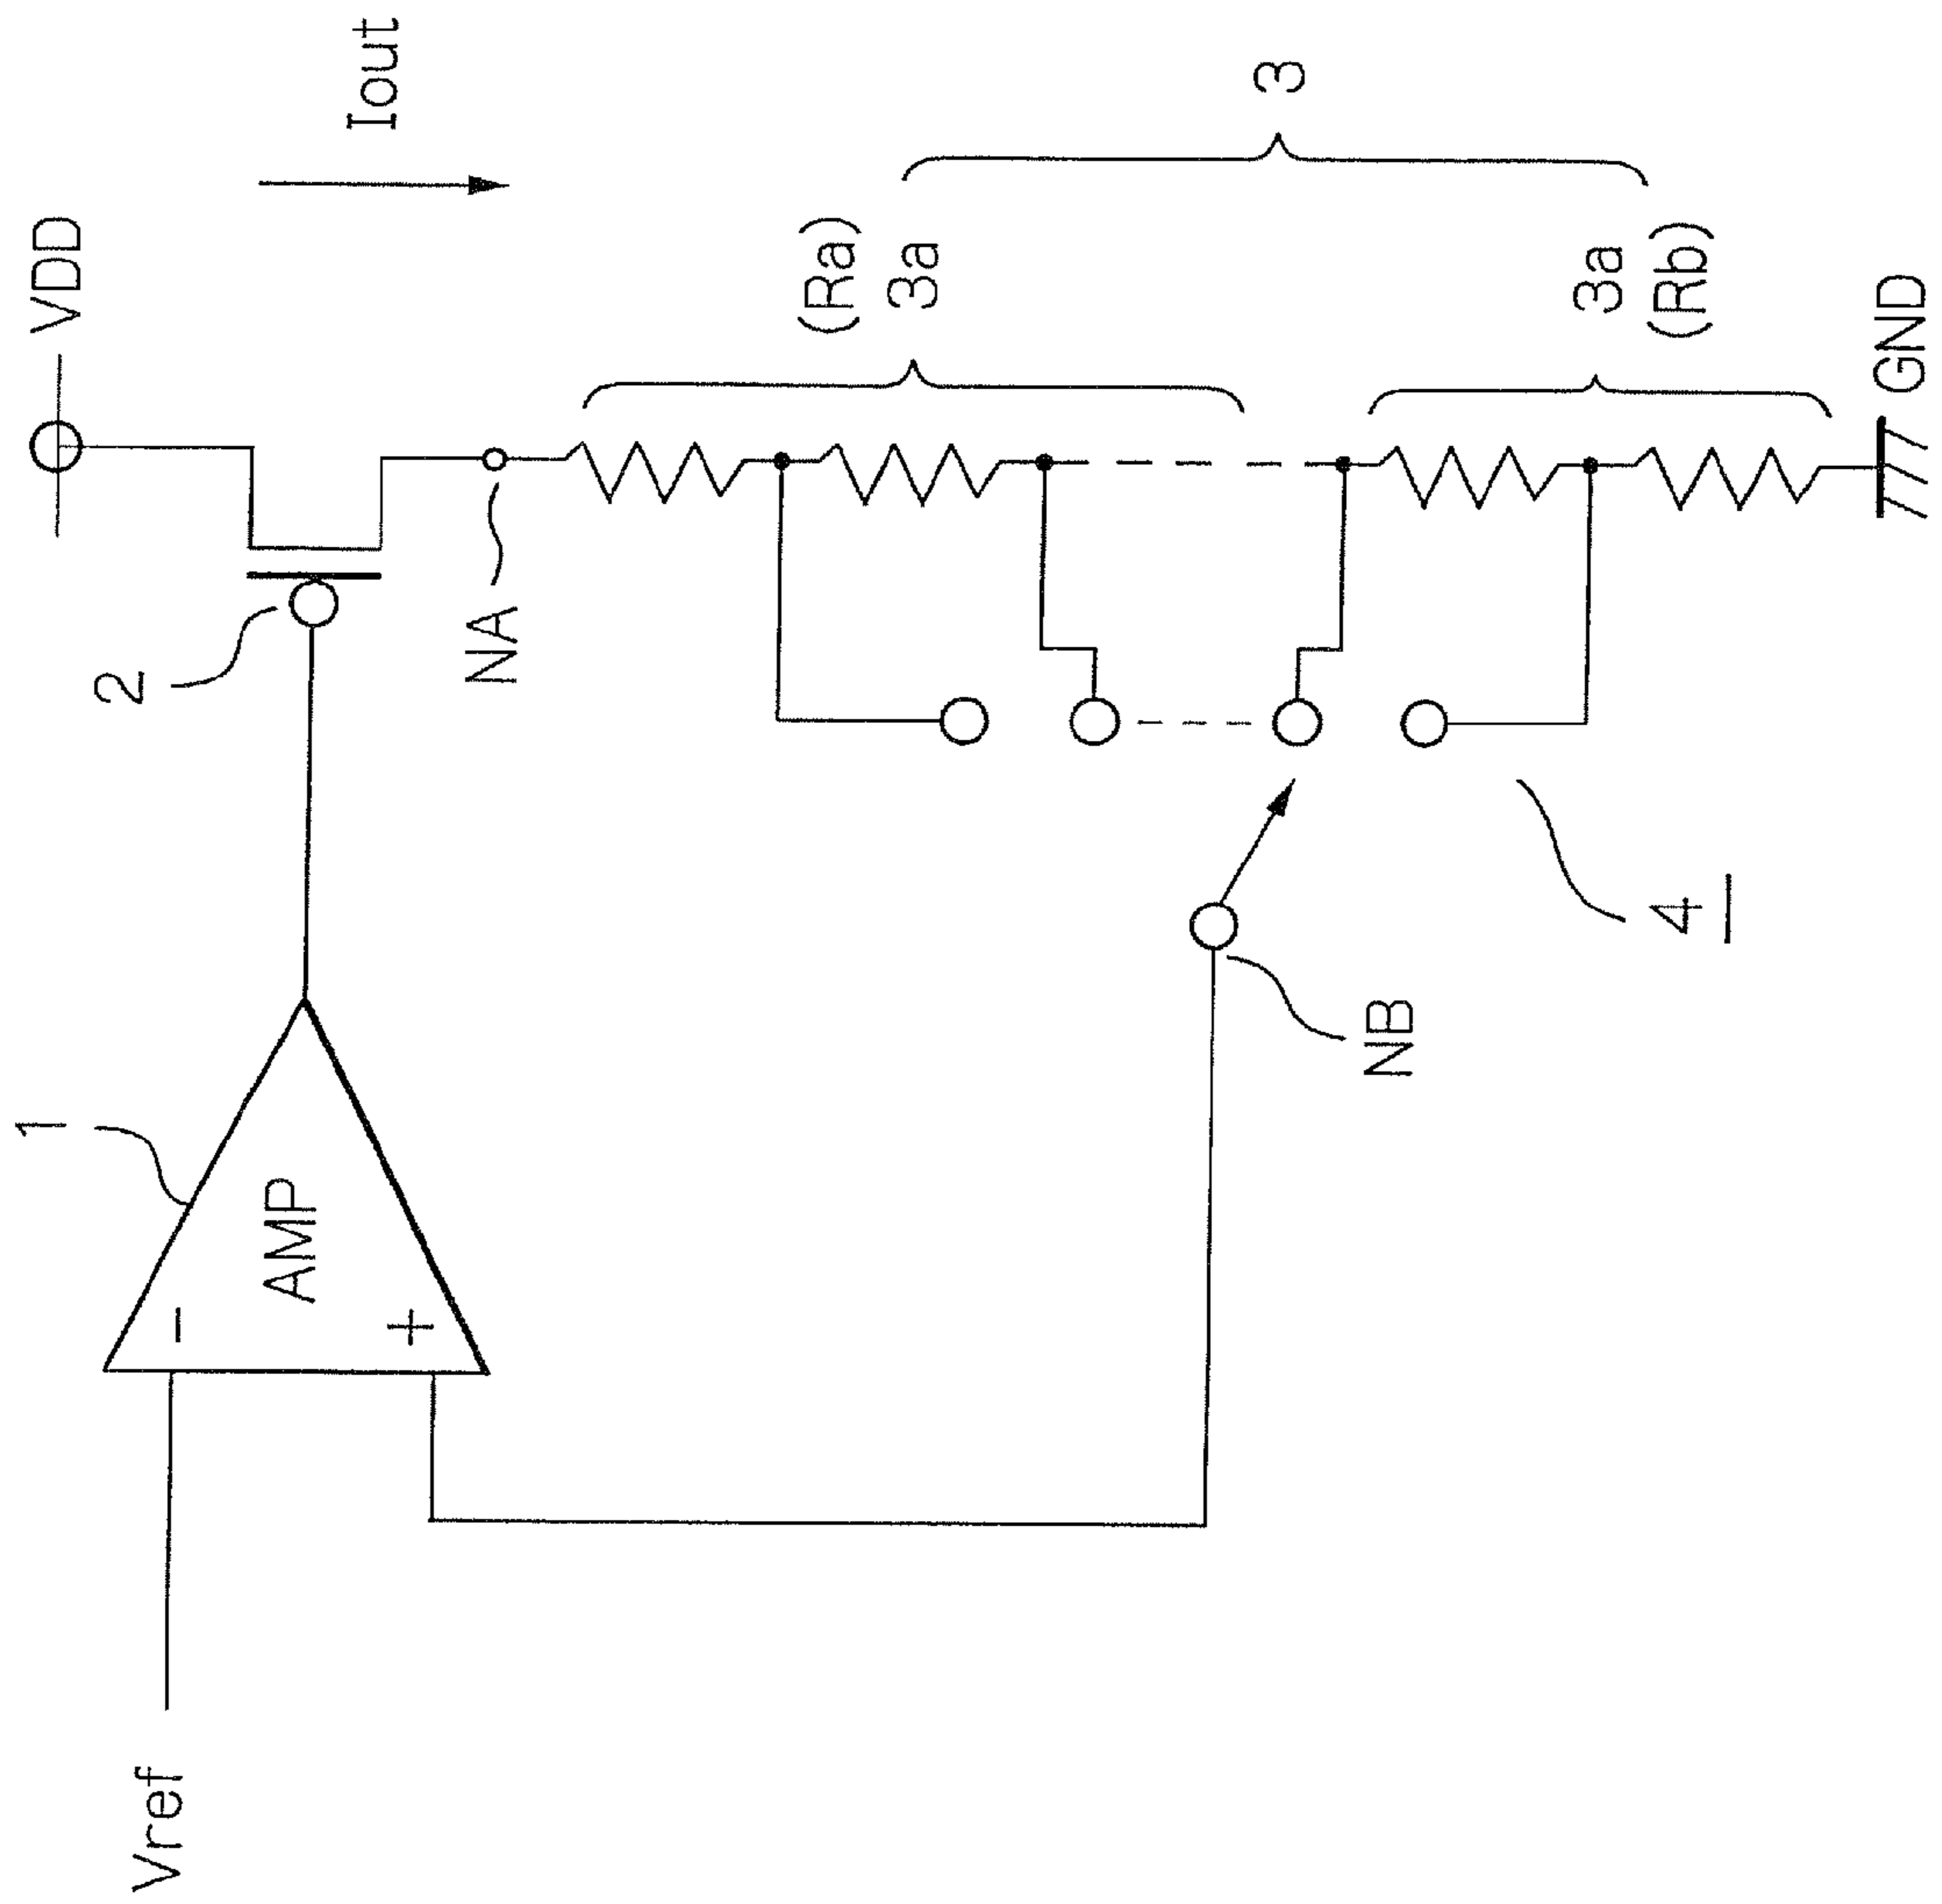 VDD
Iout
2
NA
(Ra)
3a
3
3a
(Rb)
GND
1
AMP
-
+
Vref
NB
4